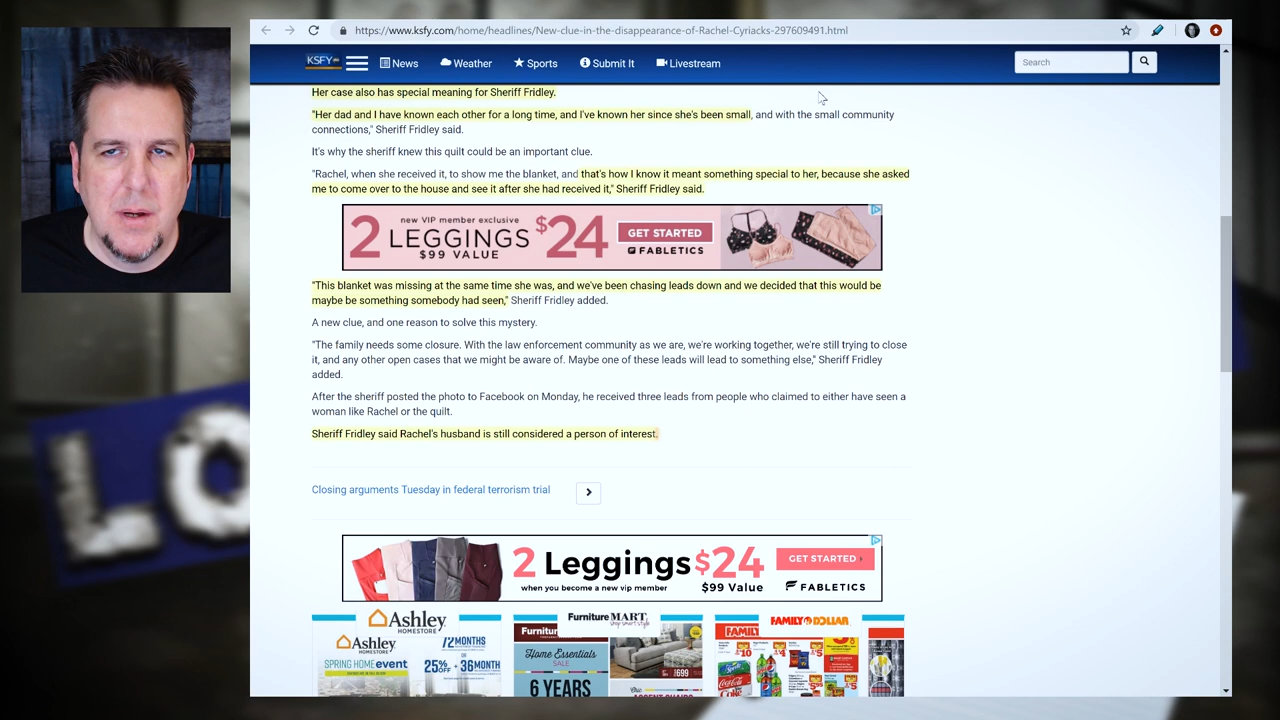 https://www.ksfy.com/home/headlines/New-clue-in-the-disappearance-of-Rachel-Cyriacks-297609491.html
KSFY News Weather Sports Submit It Livestream Search
Her case also has special meaning for Sheriff Fridley.
"Her dad and I have known each other for a long time, and I've known her since she's been small, and with the small community
connections," Sheriff Fridley said.
It's why the sheriff knew this quilt could be an important clue.
"Rachel, when she received it, to show me the blanket, and that's how I know it meant something special to her, because she asked
me to come over to the house and see it after she had received it," Sheriff Fridley said.
new VIP member exclusive
2 LEGGINGS $24
$99 VALUE
GET STARTED
FABLETICS
"This blanket was missing at the same time she was, and we've been chasing leads down and we decided that this would be
maybe be something somebody had seen," Sheriff Fridley added.
A new clue, and one reason to solve this mystery.
"The family needs some closure. With the law enforcement community as we are, we're working together, we're still trying to close
it, and any other open cases that we might be aware of. Maybe one of these leads will lead to something else," Sheriff Fridley
added.
After the sheriff posted the photo to Facebook on Monday, he received three leads from people who claimed to either have seen a
woman like Rachel or the quilt.
Sheriff Fridley said Rachel's husband is still considered a person of interest.
Closing arguments Tuesday in federal terrorism trial
2 Leggings $24
when you become a new vip member $99 Value
GET STARTED
FABLETICS
Ashley
HOMESTORE
Ashley
HOMESTORE
72 MONTHS
OR
SPRING HOME event
25% OFF + 36 MONTH
Furniture MART
Furnitur
Home Essentials
SALE
6 YEARS
$699
FAMILY DOLLAR
FAMILY
Coca-Cola
LO